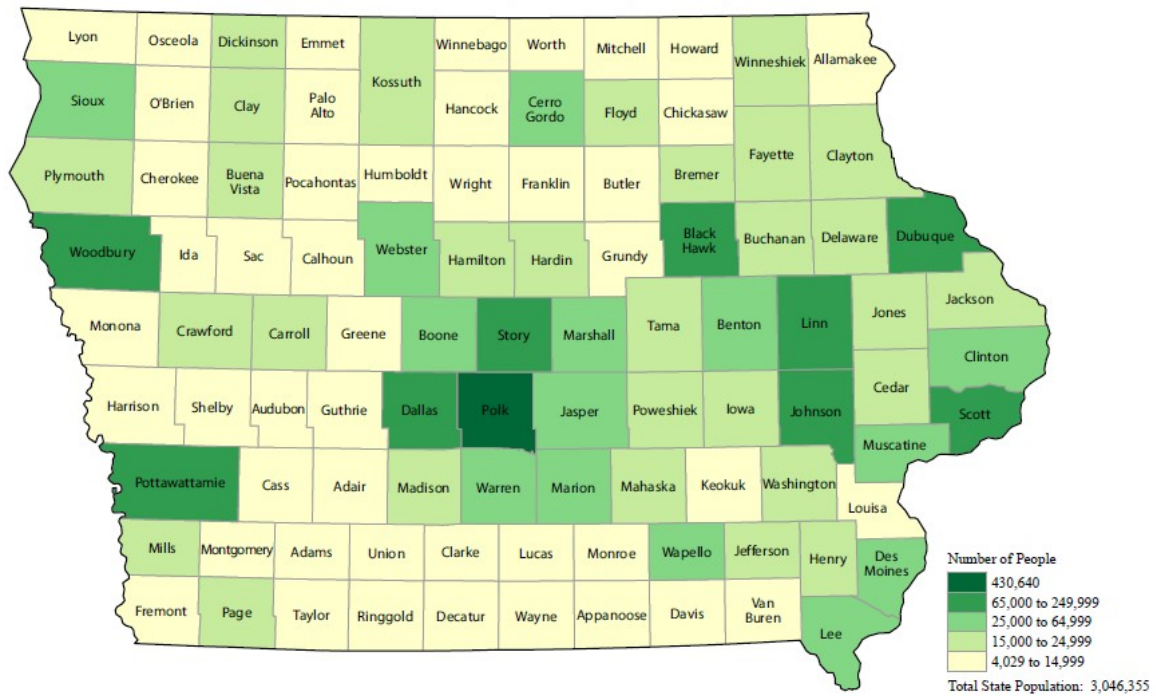 Lyon
Osceola
Dickinson
Emmet
Winnebago
Worth
Mitchell
Howard
Winneshiek
Allamakee
Kossuth
Sioux
O'Brien
Clay
Palo
Alto
Hancock
Cerro
Gordo
Floyd
Chickasaw
Fayette
Clayton
Plymouth
Cherokee
Buena
Vista
Pocahontas
Humboldt
Wright
Franklin
Butler
Bremer
Woodbury
Ida
Sac
Calhoun
Webster
Hamilton
Hardin
Grundy
Black
Hawk
Buchanan
Delaware
Dubuque
Monona
Crawford
Carroll
Greene
Boone
Story
Marshall
Tama
Benton
Linn
Jones
Jackson
Clinton
Harrison
Shelby
Audubon
Guthrie
Dallas
Polk
Jasper
Poweshiek
Iowa
Johnson
Cedar
Scott
Muscatine
Pottawattamie
Cass
Adair
Madison
Warren
Marion
Mahaska
Keokuk
Washington
Louisa
Mills
Montgomery
Adams
Union
Clarke
Lucas
Monroe
Wapello
Jefferson
Henry
Des
Moines
Fremont
Page
Taylor
Ringgold
Decatur
Wayne
Appanoose
Davis
Van
Buren
Lee
Number of People
430,640
65,000 to 249,999
25,000 to 64,999
15,000 to 24,999
4,029 to 14,999
Total State Population: 3,046,355